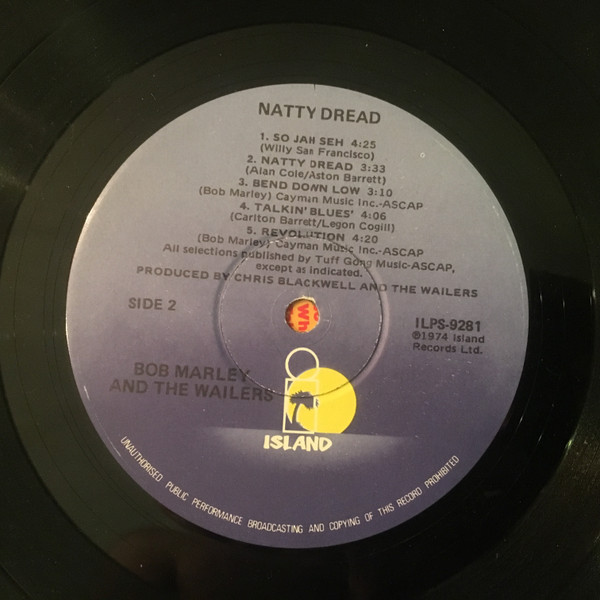 NATTY DREAD
1. SO JAH SEH 4:25
(Willy San Francisco)
2. NATTY DREAD 3:33
(Alan Cole/Aston Barrett)
3. BEND DOWN LOW 3:10
(Bob Marley) Cayman Music Inc.-ASCAP
4. TALKIN' BLUES' 4:06
(Carlton Barrett/Legon Cogill)
5. REVOLUTION 4:20
(Bob Marley) Cayman Music Inc.-ASCAP
All selections published by Tuff Gong Music-ASCAP,
except as indicated.
PRODUCED BY CHRIS BLACKWELL AND THE WAILERS
SIDE 2
ILPS-9281
℗1974 Island
Records Ltd.
BOB MARLEY
AND THE WAILERS
ISLAND
UNAUTHORISED PUBLIC PERFORMANCE BROADCASTING AND COPYING OF THIS RECORD PROHIBITED